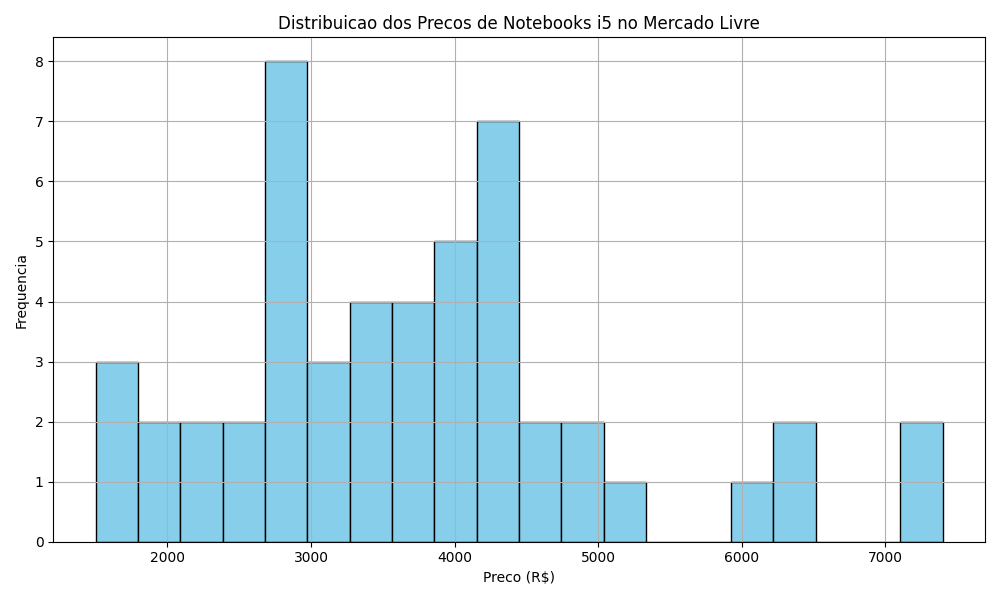 Distribuicao dos Precos de Notebooks i5 no Mercado Livre
8
7
6
5
4
3
2
1
0
Frequencia
2000 3000 4000 5000 6000 7000
Preco (R$)